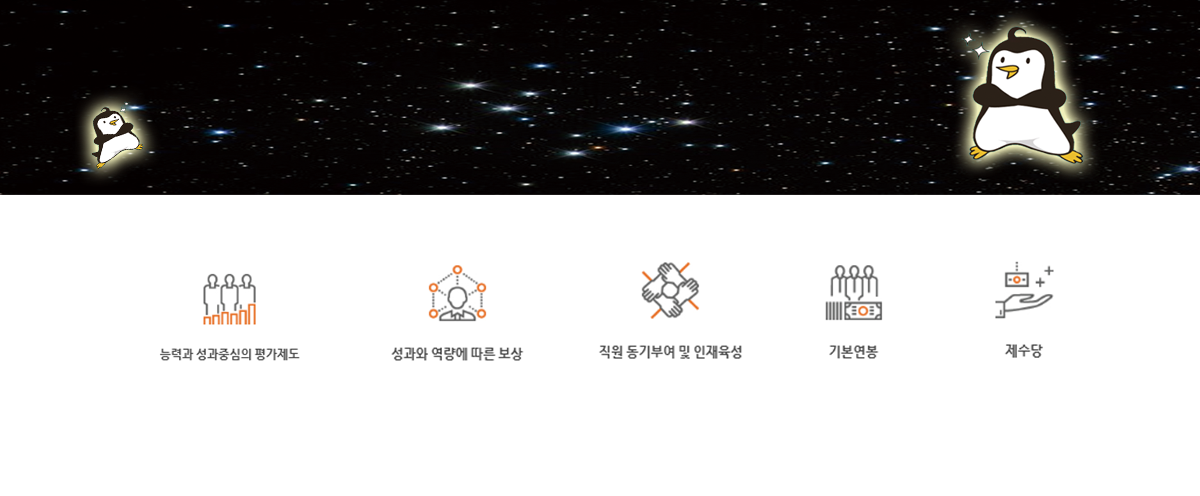 능력과 성과중심의 평가제도
성과와 역량에 따른 보상
직원 동기부여 및 인재육성
기본연봉
제수당